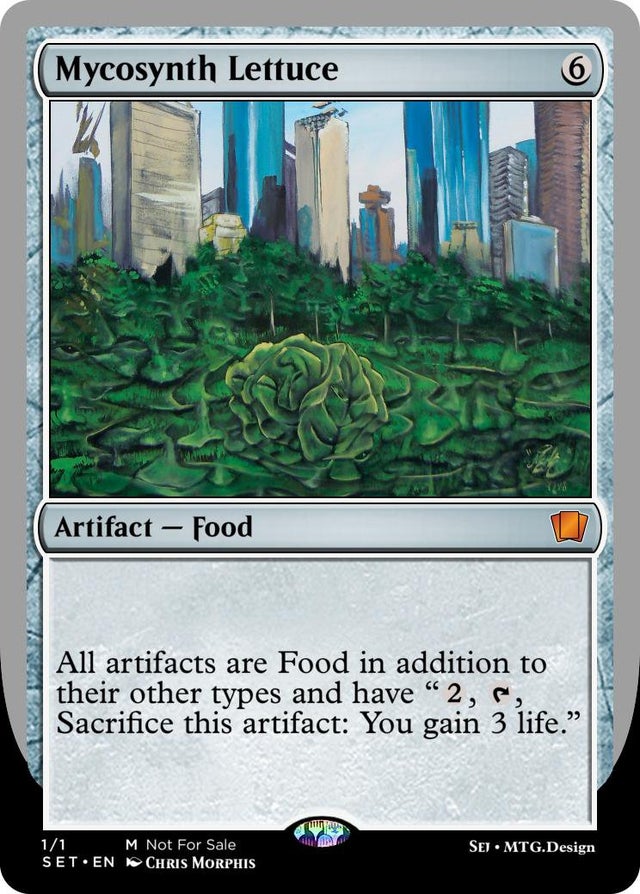 Mycosynth Lettuce 6
Artifact — Food
All artifacts are Food in addition to
their other types and have “2, ,
Sacrifice this artifact: You gain 3 life.”
1/1 M Not For Sale
SET • EN Chris Morphis
Sej • MTG.Design